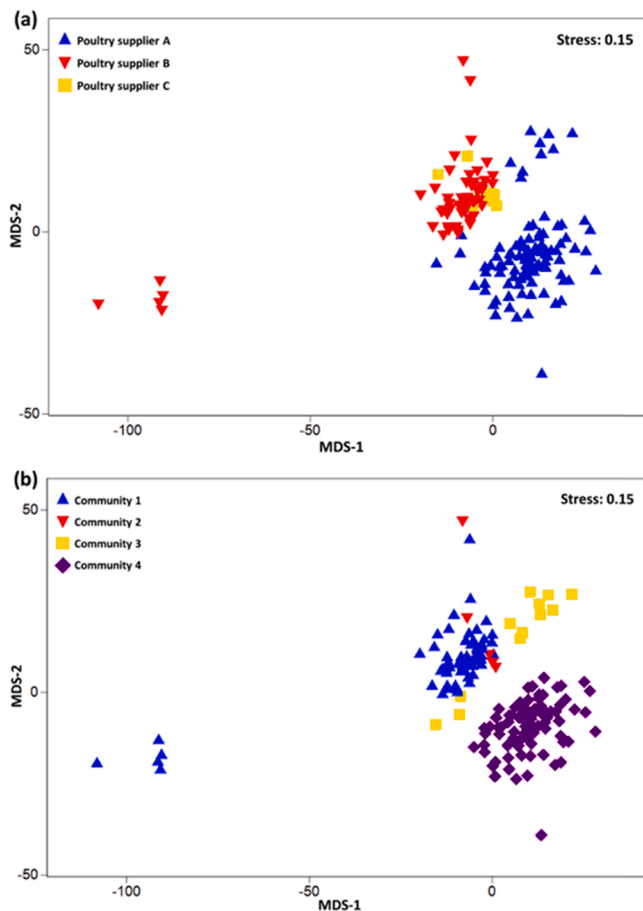 (a)
Poultry supplier A
Poultry supplier B
Poultry supplier C
Stress: 0.15
50
0
-50
MDS-2
-100
-50
0
MDS-1
(b)
Community 1
Community 2
Community 3
Community 4
Stress: 0.15
50
0
-50
MDS-2
-100
-50
0
MDS-1